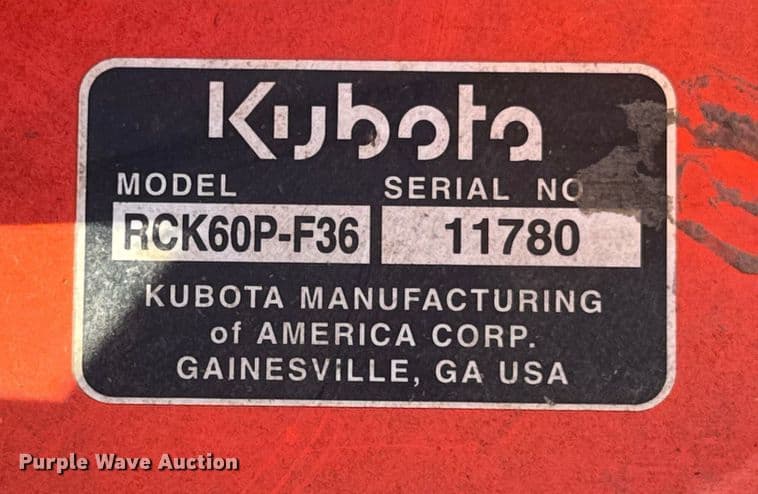 Kubota
MODEL SERIAL NO
RCK60P-F36 11780
KUBOTA MANUFACTURING
of AMERICA CORP.
GAINESVILLE, GA USA
Purple Wave Auction